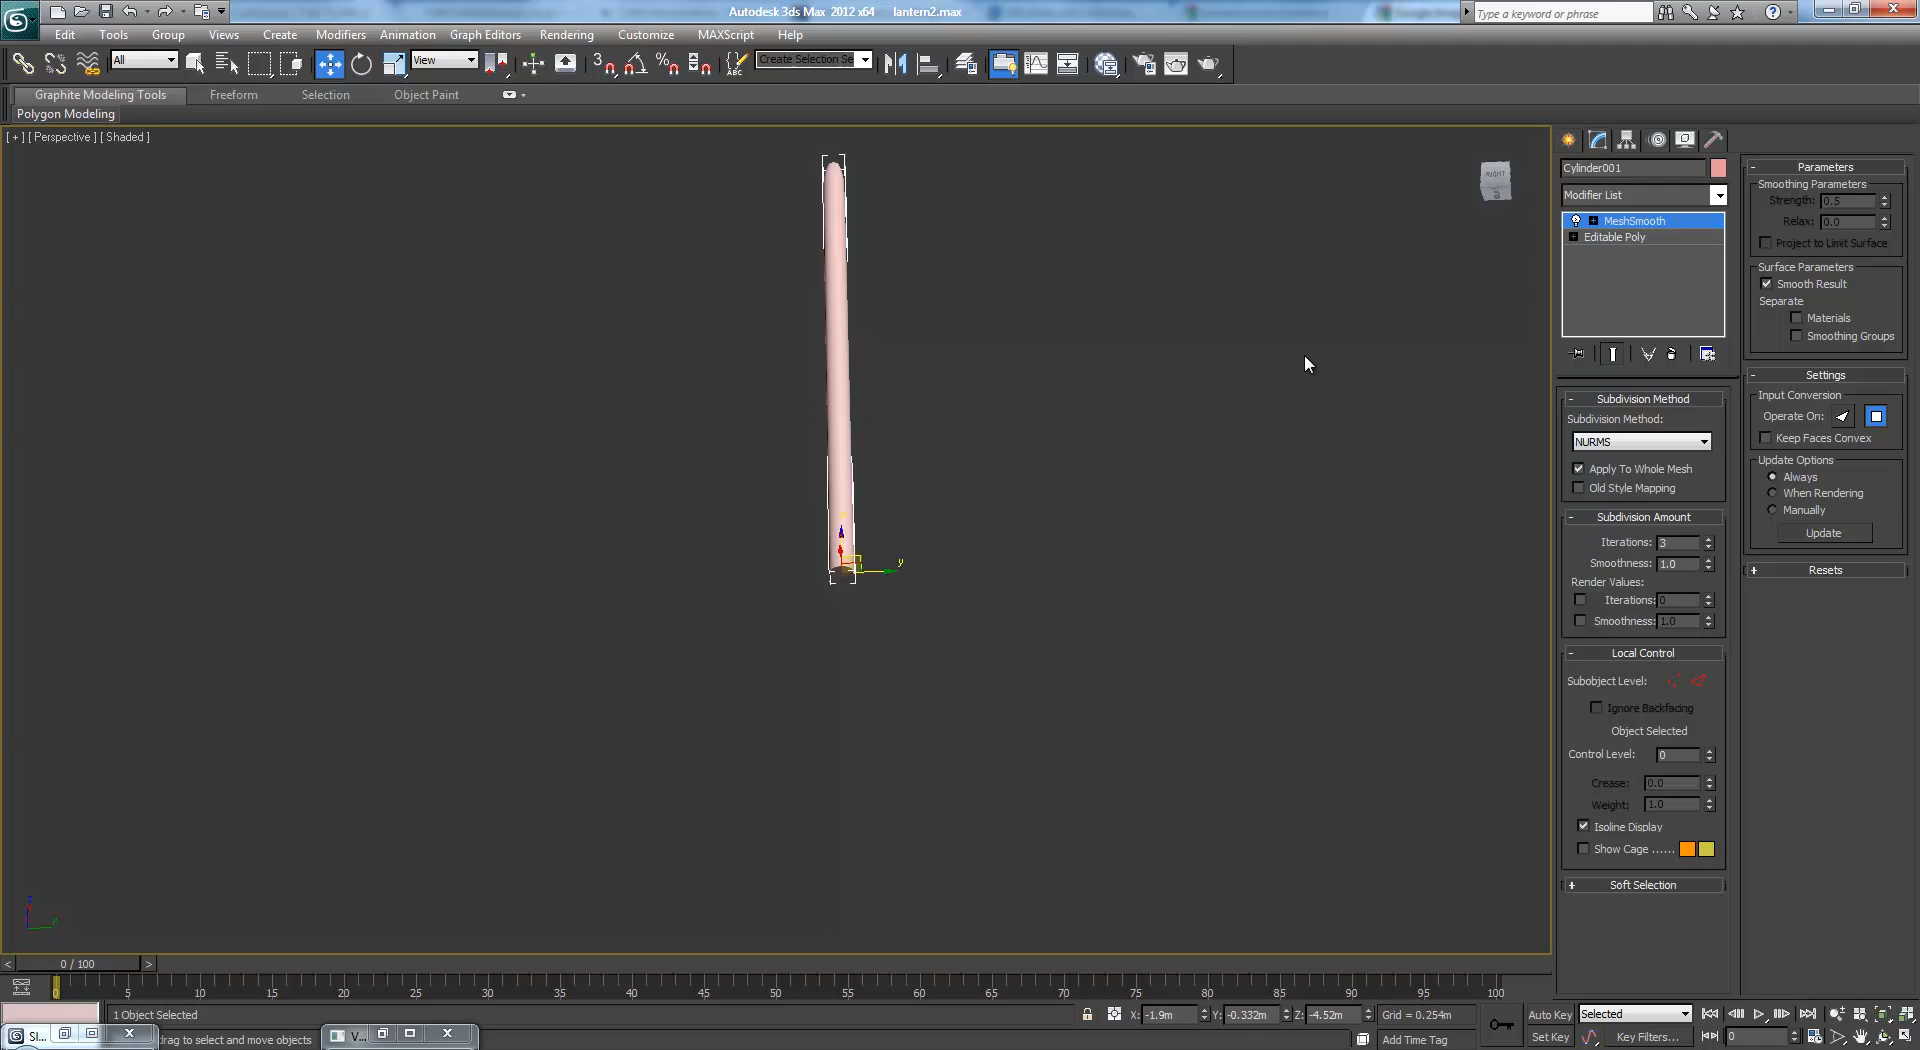 Autodesk 3ds Max 2012 x64 lantern2.max
Type a keyword or phrase
Edit Tools Group Views Create Modifiers Animation Graph Editors Rendering Customize MAXScript Help
All View Create Selection Se
Graphite Modeling Tools Freeform Selection Object Paint
Polygon Modeling
[ + ] [ Perspective ] [ Shaded ]
RIGHT
y
Cylinder001
Modifier List
MeshSmooth
Editable Poly
- Subdivision Method
Subdivision Method:
NURMS
Apply To Whole Mesh
Old Style Mapping
- Subdivision Amount
Iterations: 3
Smoothness: 1.0
Render Values:
Iterations: 0
Smoothness: 1.0
- Local Control
Subobject Level:
Ignore Backfacing
Object Selected
Control Level: 0
Crease: 0.0
Weight: 1.0
Isoline Display
Show Cage ......
+ Soft Selection
- Parameters
Smoothing Parameters
Strength: 0.5
Relax: 0.0
Project to Limit Surface
Surface Parameters
Smooth Result
Separate
Materials
Smoothing Groups
- Settings
Input Conversion
Operate On:
Keep Faces Convex
Update Options
Always
When Rendering
Manually
Update
+ Resets
< 0 / 100 >
0 5 10 15 20 25 30 35 40 45 50 55 60 65 70 75 80 85 90 95 100
1 Object Selected X: -1.9m Y: -0.332m Z: -4.52m Grid = 0.254m Auto Key Selected
Sl... V... drag to select and move objects Add Time Tag Set Key Key Filters... 0